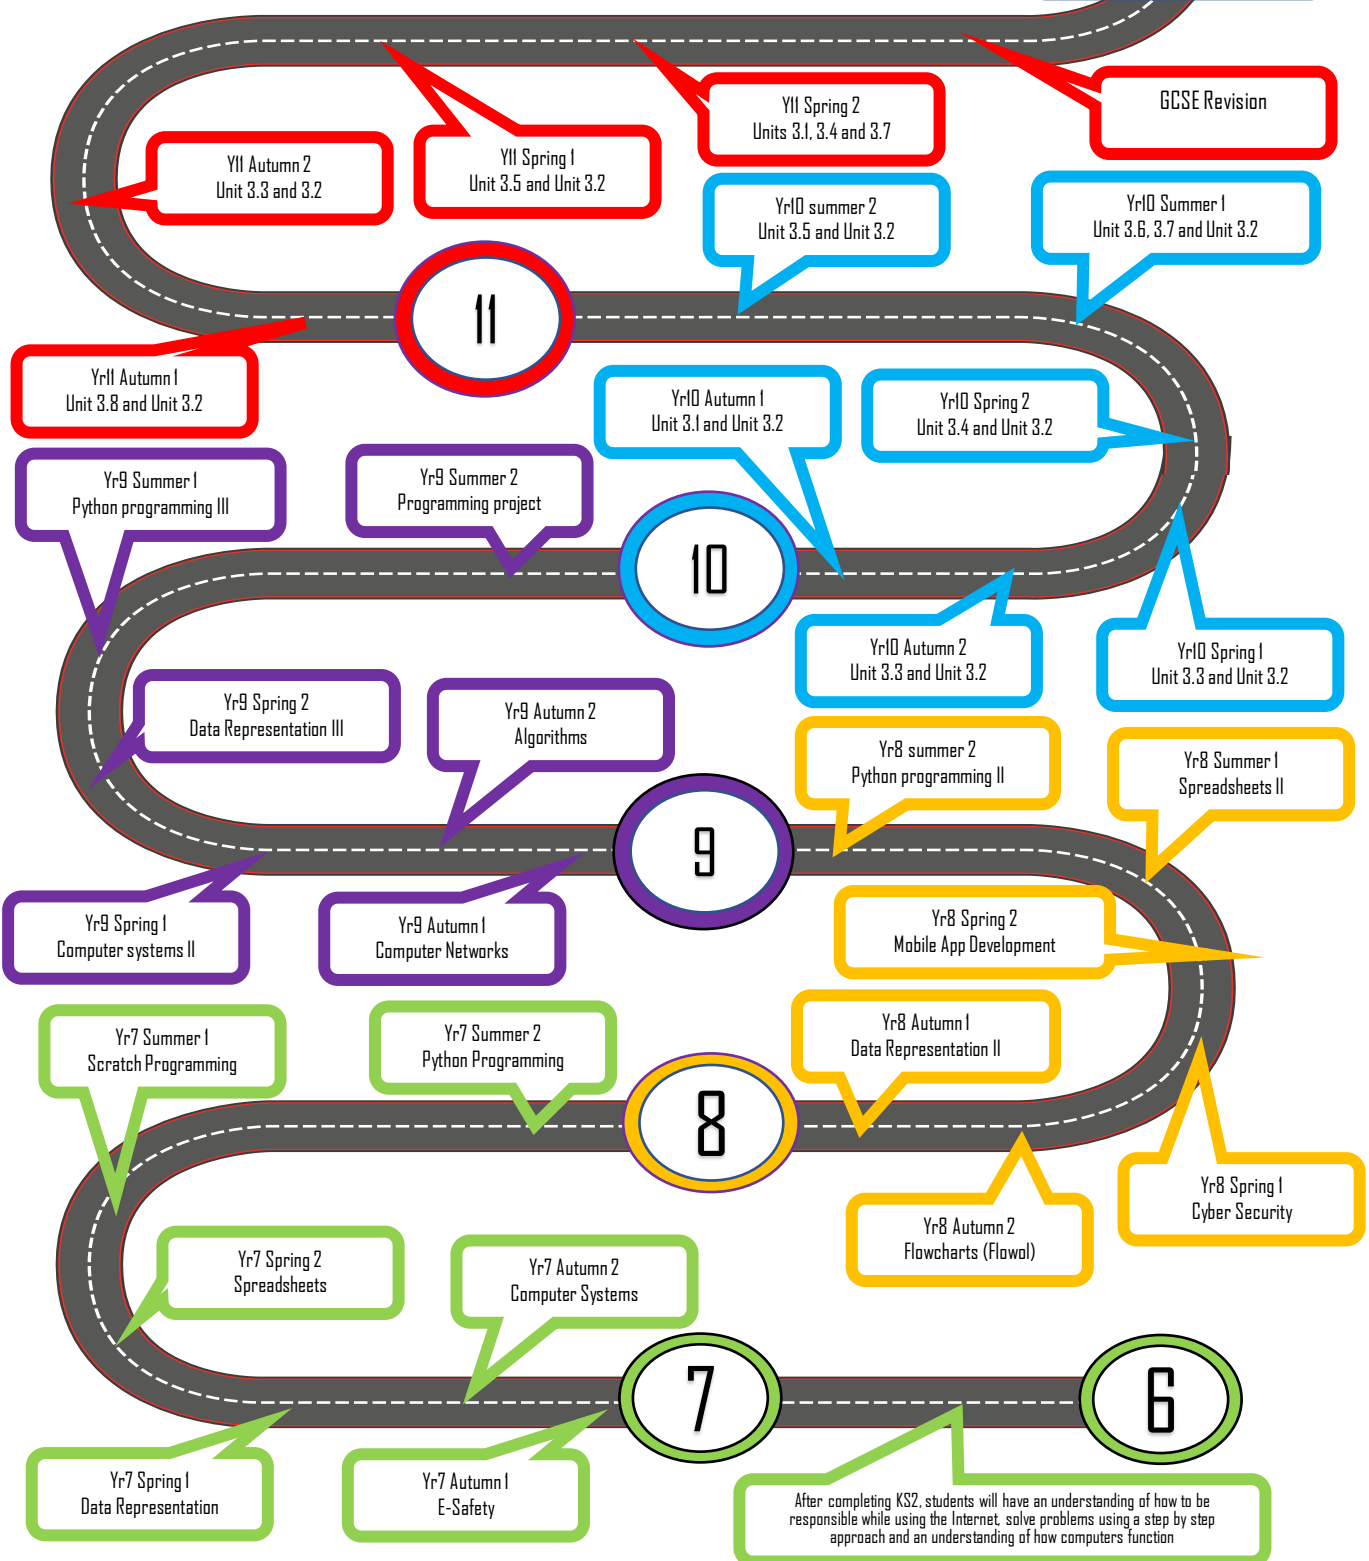 GCSE Revision
Y11 Spring 2
Units 3.1, 3.4 and 3.7
Y11 Spring 1
Unit 3.5 and Unit 3.2
Y11 Autumn 2
Unit 3.3 and 3.2
Yr10 summer 2
Unit 3.5 and Unit 3.2
Yr10 Summer 1
Unit 3.6, 3.7 and Unit 3.2
11
Yr11 Autumn 1
Unit 3.8 and Unit 3.2
Yr10 Autumn 1
Unit 3.1 and Unit 3.2
Yr10 Spring 2
Unit 3.4 and Unit 3.2
Yr9 Summer 1
Python programming III
Yr9 Summer 2
Programming project
10
Yr10 Autumn 2
Unit 3.3 and Unit 3.2
Yr10 Spring 1
Unit 3.3 and Unit 3.2
Yr9 Spring 2
Data Representation III
Yr9 Autumn 2
Algorithms
Yr8 summer 2
Python programming II
Yr8 Summer 1
Spreadsheets II
9
Yr9 Spring 1
Computer systems II
Yr9 Autumn 1
Computer Networks
Yr8 Spring 2
Mobile App Development
Yr7 Summer 1
Scratch Programming
Yr7 Summer 2
Python Programming
Yr8 Autumn 1
Data Representation II
8
Yr8 Spring 1
Cyber Security
Yr8 Autumn 2
Flowcharts (Flowol)
Yr7 Spring 2
Spreadsheets
Yr7 Autumn 2
Computer Systems
7
6
Yr7 Spring 1
Data Representation
Yr7 Autumn 1
E-Safety
After completing KS2, students will have an understanding of how to be
responsible while using the Internet, solve problems using a step by step
approach and an understanding of how computers function